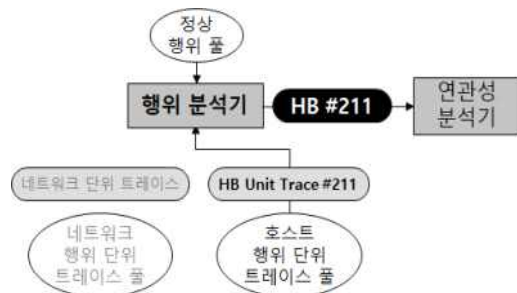 정상
행위 풀
행위 분석기
HB #211
연관성
분석기
네트워크 단위 트레이스
HB Unit Trace #211
네트워크
행위 단위
트레이스 풀
호스트
행위 단위
트레이스 풀